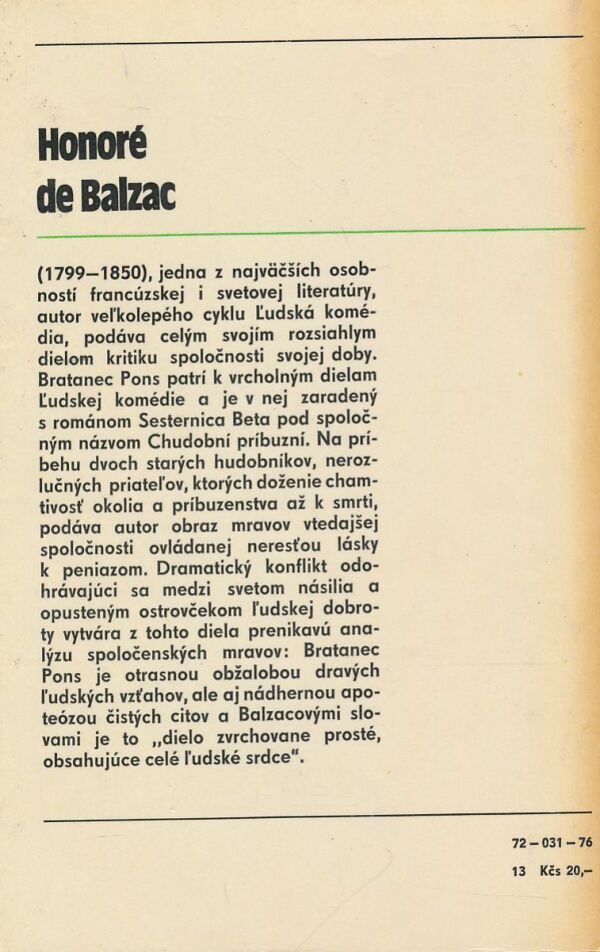 Honoré
de Balzac
(1799—1850), jedna z najväčších osob-
ností francúzskej i svetovej literatúry,
autor veľkolepého cyklu Ľudská komé-
dia, podáva celým svojím rozsiahlym
dielom kritiku spoločnosti svojej doby.
Bratanec Pons patrí k vrcholným dielam
Ľudskej komédie a je v nej zaradený
s románom Sesternica Beta pod spoloč-
ným názvom Chudobní príbuzní. Na prí-
behu dvoch starých hudobníkov, neroz-
lučných priateľov, ktorých doženie cham-
tivosť okolia a príbuzenstva až k smrti,
podáva autor obraz mravov vtedajšej
spoločnosti ovládanej neresťou lásky
k peniazom. Dramatický konflikt odo-
hrávajúci sa medzi svetom násilia a
opusteným ostrovčekom ľudskej dobro-
ty vytvára z tohto diela prenikavú ana-
lýzu spoločenských mravov: Bratanec
Pons je otrasnou obžalobou dravých
ľudských vzťahov, ale aj nádhernou apo-
teózou čistých citov a Balzacovými slo-
vami je to „dielo zvrchovane prosté,
obsahujúce celé ľudské srdce".
72 — 031 — 76
13 Kčs 20,—